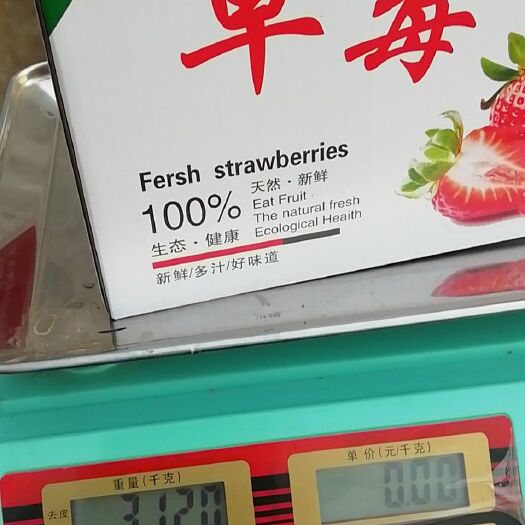 草莓
Fersh strawberries
100%
天然·新鲜
Eat Fruit
The natural fresh
Ecological Health
生态·健康
新鲜/多汁/好味道
重量(千克)
单价(元/千克)
去皮
3.120
0.00